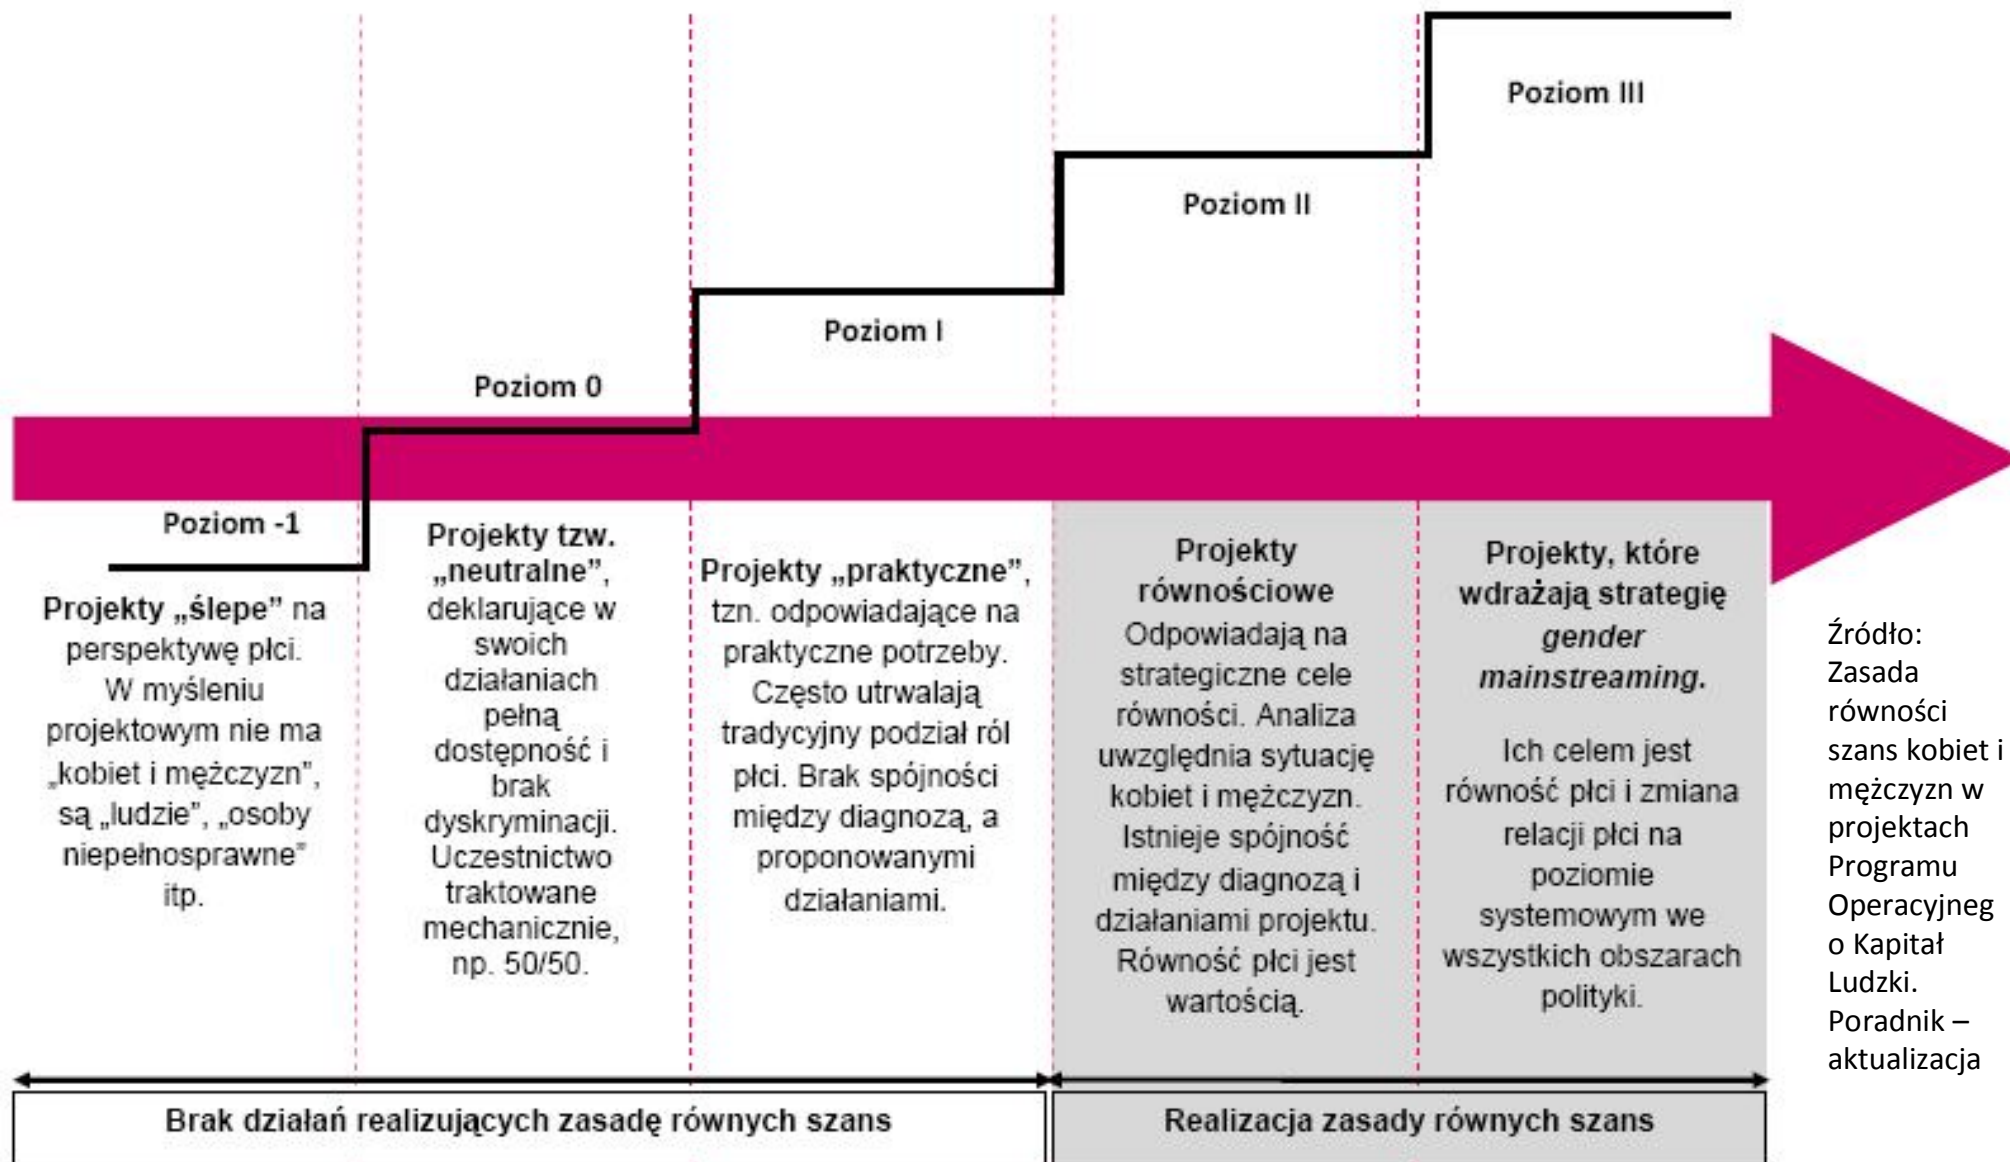 Poziom -1
Projekty „ślepe” na
perspektywę płci.
W myśleniu
projektowym nie ma
„kobiet i mężczyzn”,
są „ludzie”, „osoby
niepełnosprawne”
itp.
Poziom 0
Projekty tzw.
„neutralne”,
deklarujące w
swoich
działaniach
pełną
dostępność i
brak
dyskryminacji.
Uczestnictwo
traktowane
mechanicznie,
np. 50/50.
Poziom I
Projekty „praktyczne”,
tzn. odpowiadające na
praktyczne potrzeby.
Często utrwalają
tradycyjny podział ról
płci. Brak spójności
między diagnozą, a
proponowanymi
działaniami.
Poziom II
Projekty
równościowe
Odpowiadają na
strategiczne cele
równości. Analiza
uwzględnia sytuację
kobiet i mężczyzn.
Istnieje spójność
między diagnozą i
działaniami projektu.
Równość płci jest
wartością.
Poziom III
Projekty, które
wdrażają strategię
gender
mainstreaming.
Ich celem jest
równość płci i zmiana
relacji płci na
poziomie
systemowym we
wszystkich obszarach
polityki.
Brak działań realizujących zasadę równych szans
Realizacja zasady równych szans
Źródło:
Zasada
równości
szans kobiet i
mężczyzn w
projektach
Programu
Operacyjneg
o Kapitał
Ludzki.
Poradnik –
aktualizacja